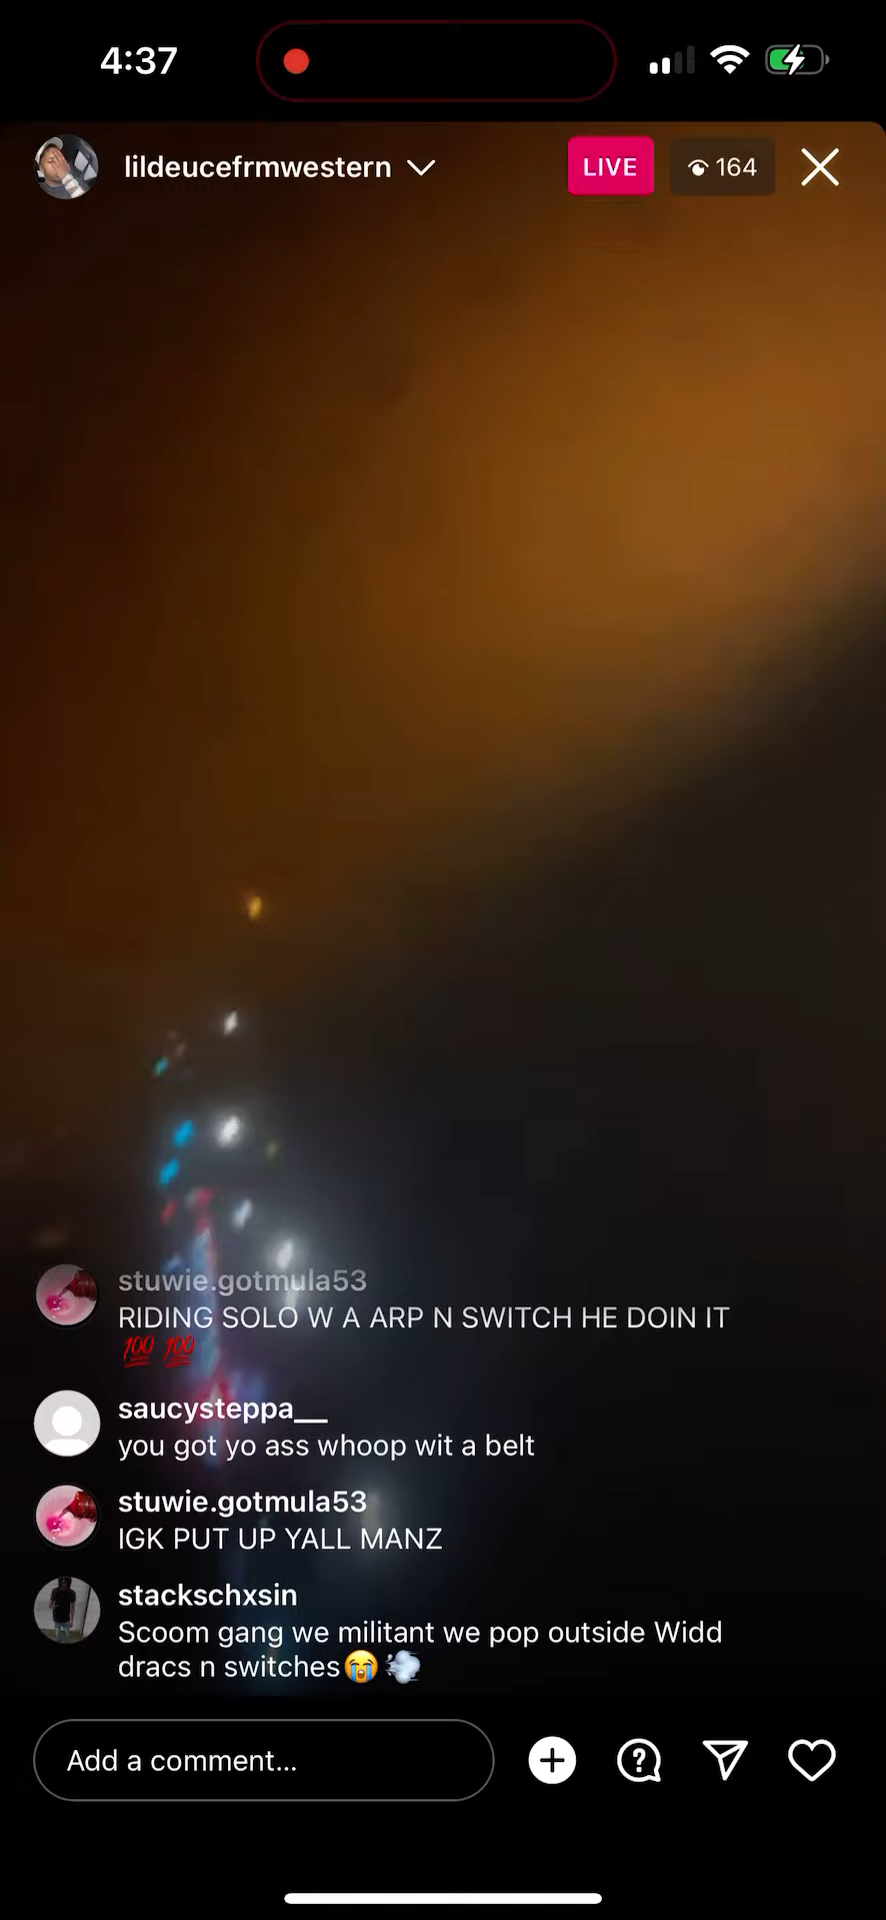 4:37
lildeucefrmwestern
LIVE
164
stuwie.gotmula53
RIDING SOLO W A ARP N SWITCH HE DOIN IT
💯 💯
saucysteppa__
you got yo ass whoop wit a belt
stuwie.gotmula53
IGK PUT UP YALL MANZ
stackschxsin
Scoom gang we militant we pop outside Widd
dracs n switches😭💨
Add a comment...